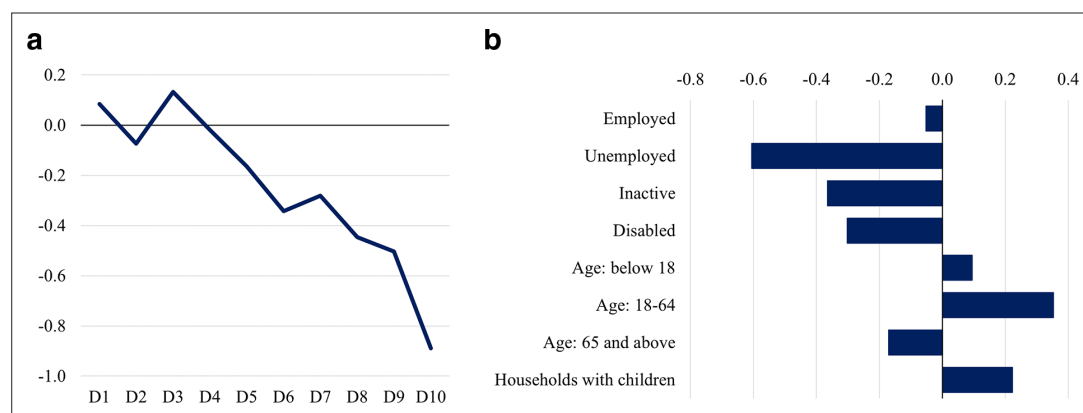 a
0.2
0.0
-0.2
-0.4
-0.6
-0.8
-1.0
D1 D2 D3 D4 D5 D6 D7 D8 D9 D10
b
-0.8 -0.6 -0.4 -0.2 0.0 0.2 0.4
Employed
Unemployed
Inactive
Disabled
Age: below 18
Age: 18-64
Age: 65 and above
Households with children